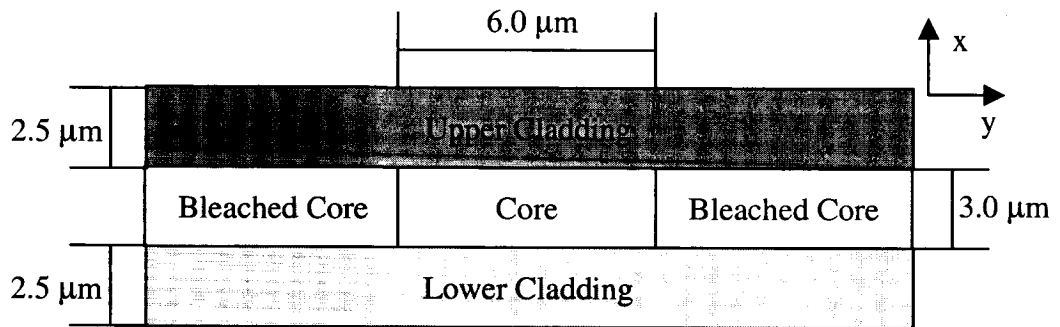 6.0 μm
x
y
2.5 μm
Upper Cladding
Bleached Core
Core
Bleached Core
3.0 μm
2.5 μm
Lower Cladding